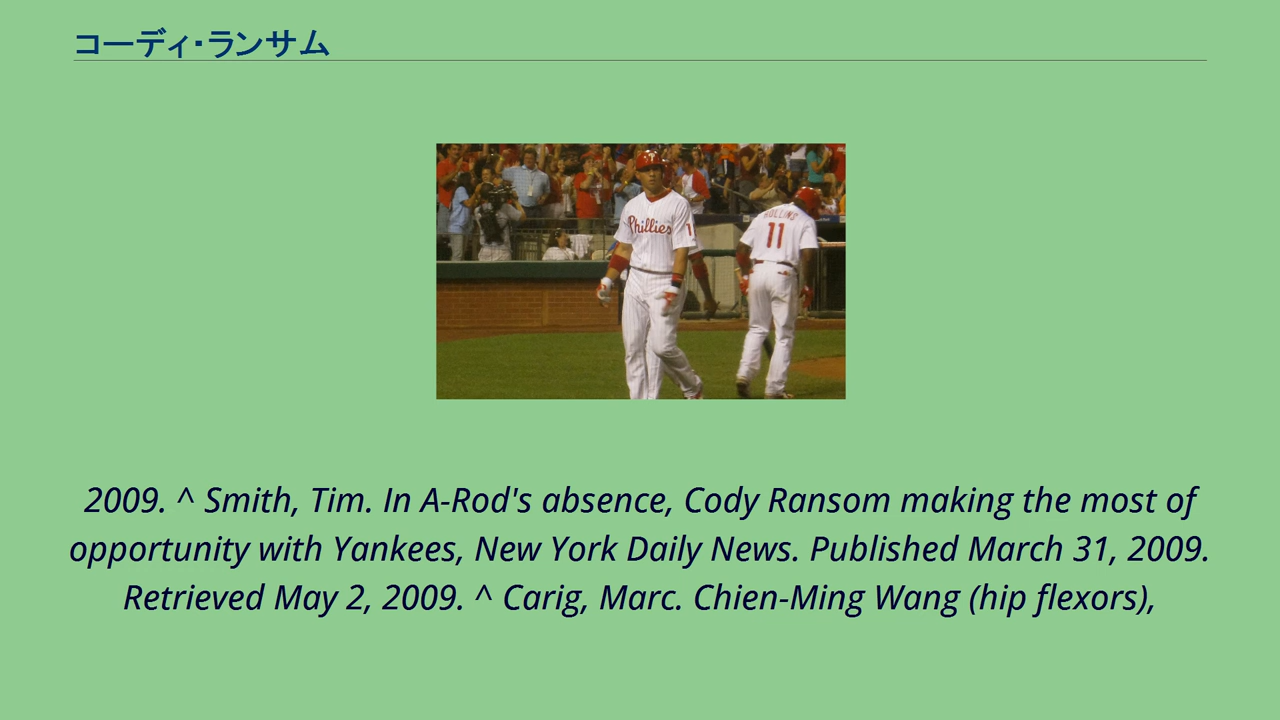 コーディ・ランサム
Phillies 1
ROLLINS
11
2009. ^ Smith, Tim. In A-Rod's absence, Cody Ransom making the most of
opportunity with Yankees, New York Daily News. Published March 31, 2009.
Retrieved May 2, 2009. ^ Carig, Marc. Chien-Ming Wang (hip flexors),